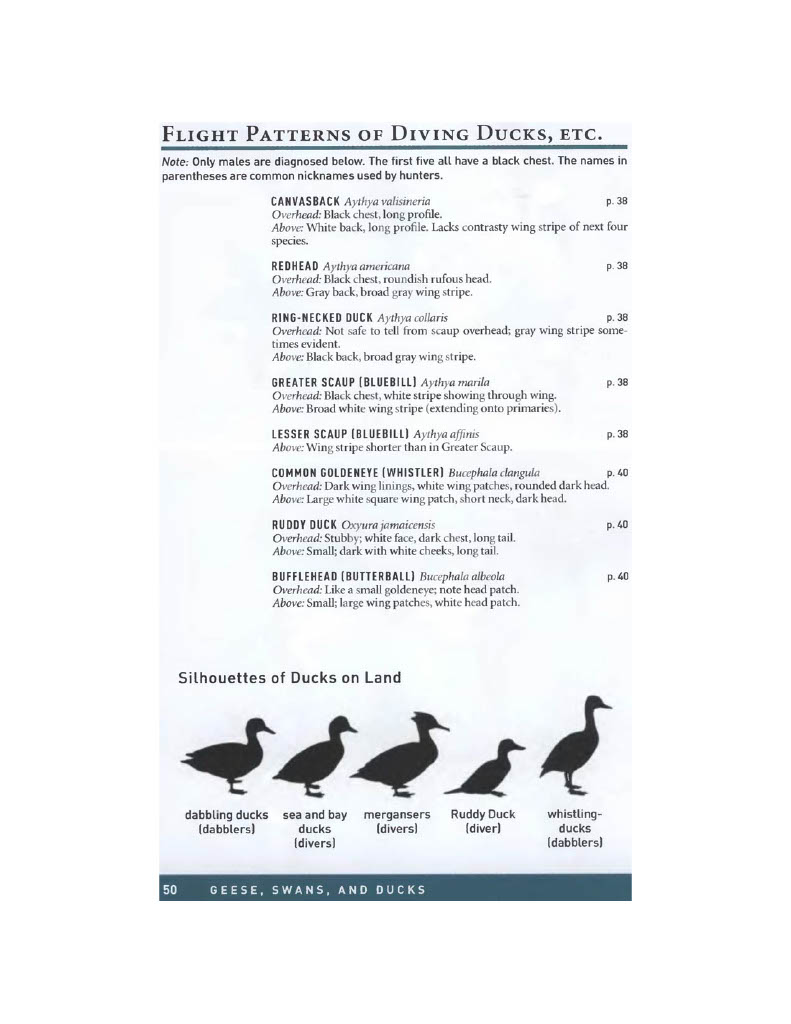 FLIGHT PATTERNS OF DIVING DUCKS, ETC.
Note: Only males are diagnosed below. The first five all have a black chest. The names in
parentheses are common nicknames used by hunters.
CANVASBACK Aythya valisineria p. 38
Overhead: Black chest, long profile.
Above: White back, long profile. Lacks contrasty wing stripe of next four
species.
REDHEAD Aythya americana p. 38
Overhead: Black chest, roundish rufous head.
Above: Gray back, broad gray wing stripe.
RING-NECKED DUCK Aythya collaris p. 38
Overhead: Not safe to tell from scaup overhead; gray wing stripe some-
times evident.
Above: Black back, broad gray wing stripe.
GREATER SCAUP (BLUEBILL) Aythya marila p. 38
Overhead: Black chest, white stripe showing through wing.
Above: Broad white wing stripe (extending onto primaries).
LESSER SCAUP (BLUEBILL) Aythya affinis p. 38
Above: Wing stripe shorter than in Greater Scaup.
COMMON GOLDENEYE (WHISTLER) Bucephala clangula p. 40
Overhead: Dark wing linings, white wing patches, rounded dark head.
Above: Large white square wing patch, short neck, dark head.
RUDDY DUCK Oxyura jamaicensis p. 40
Overhead: Stubby; white face, dark chest, long tail.
Above: Small; dark with white cheeks, long tail.
BUFFLEHEAD (BUTTERBALL) Bucephala albeola p. 40
Overhead: Like a small goldeneye; note head patch.
Above: Small; large wing patches, white head patch.
Silhouettes of Ducks on Land
dabbling ducks
(dabblers)
sea and bay
ducks
(divers)
mergansers
(divers)
Ruddy Duck
(diver)
whistling-
ducks
(dabblers)
50 GEESE, SWANS, AND DUCKS